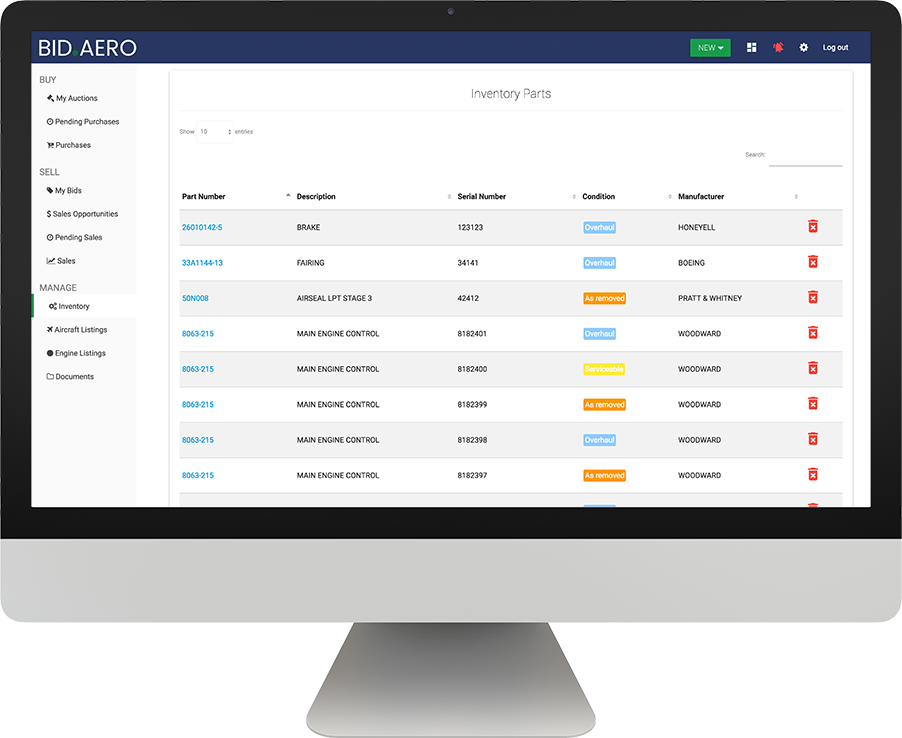 BID.AERO
NEW
Log out
BUY
My Auctions
Pending Purchases
Purchases
SELL
My Bids
$ Sales Opportunities
Pending Sales
Sales
MANAGE
Inventory
Aircraft Listings
Engine Listings
Documents
Inventory Parts
Show 10 entries
Search:
Part Number Description Serial Number Condition Manufacturer
26010142-5 BRAKE 123123 Overhaul HONEYELL
33A1144-13 FAIRING 34141 Overhaul BOEING
50N008 AIRSEAL LPT STAGE 3 42412 As removed PRATT & WHITNEY
8063-215 MAIN ENGINE CONTROL 8182401 Overhaul WOODWARD
8063-215 MAIN ENGINE CONTROL 8182400 Serviceable WOODWARD
8063-215 MAIN ENGINE CONTROL 8182399 As removed WOODWARD
8063-215 MAIN ENGINE CONTROL 8182398 Overhaul WOODWARD
8063-215 MAIN ENGINE CONTROL 8182397 As removed WOODWARD